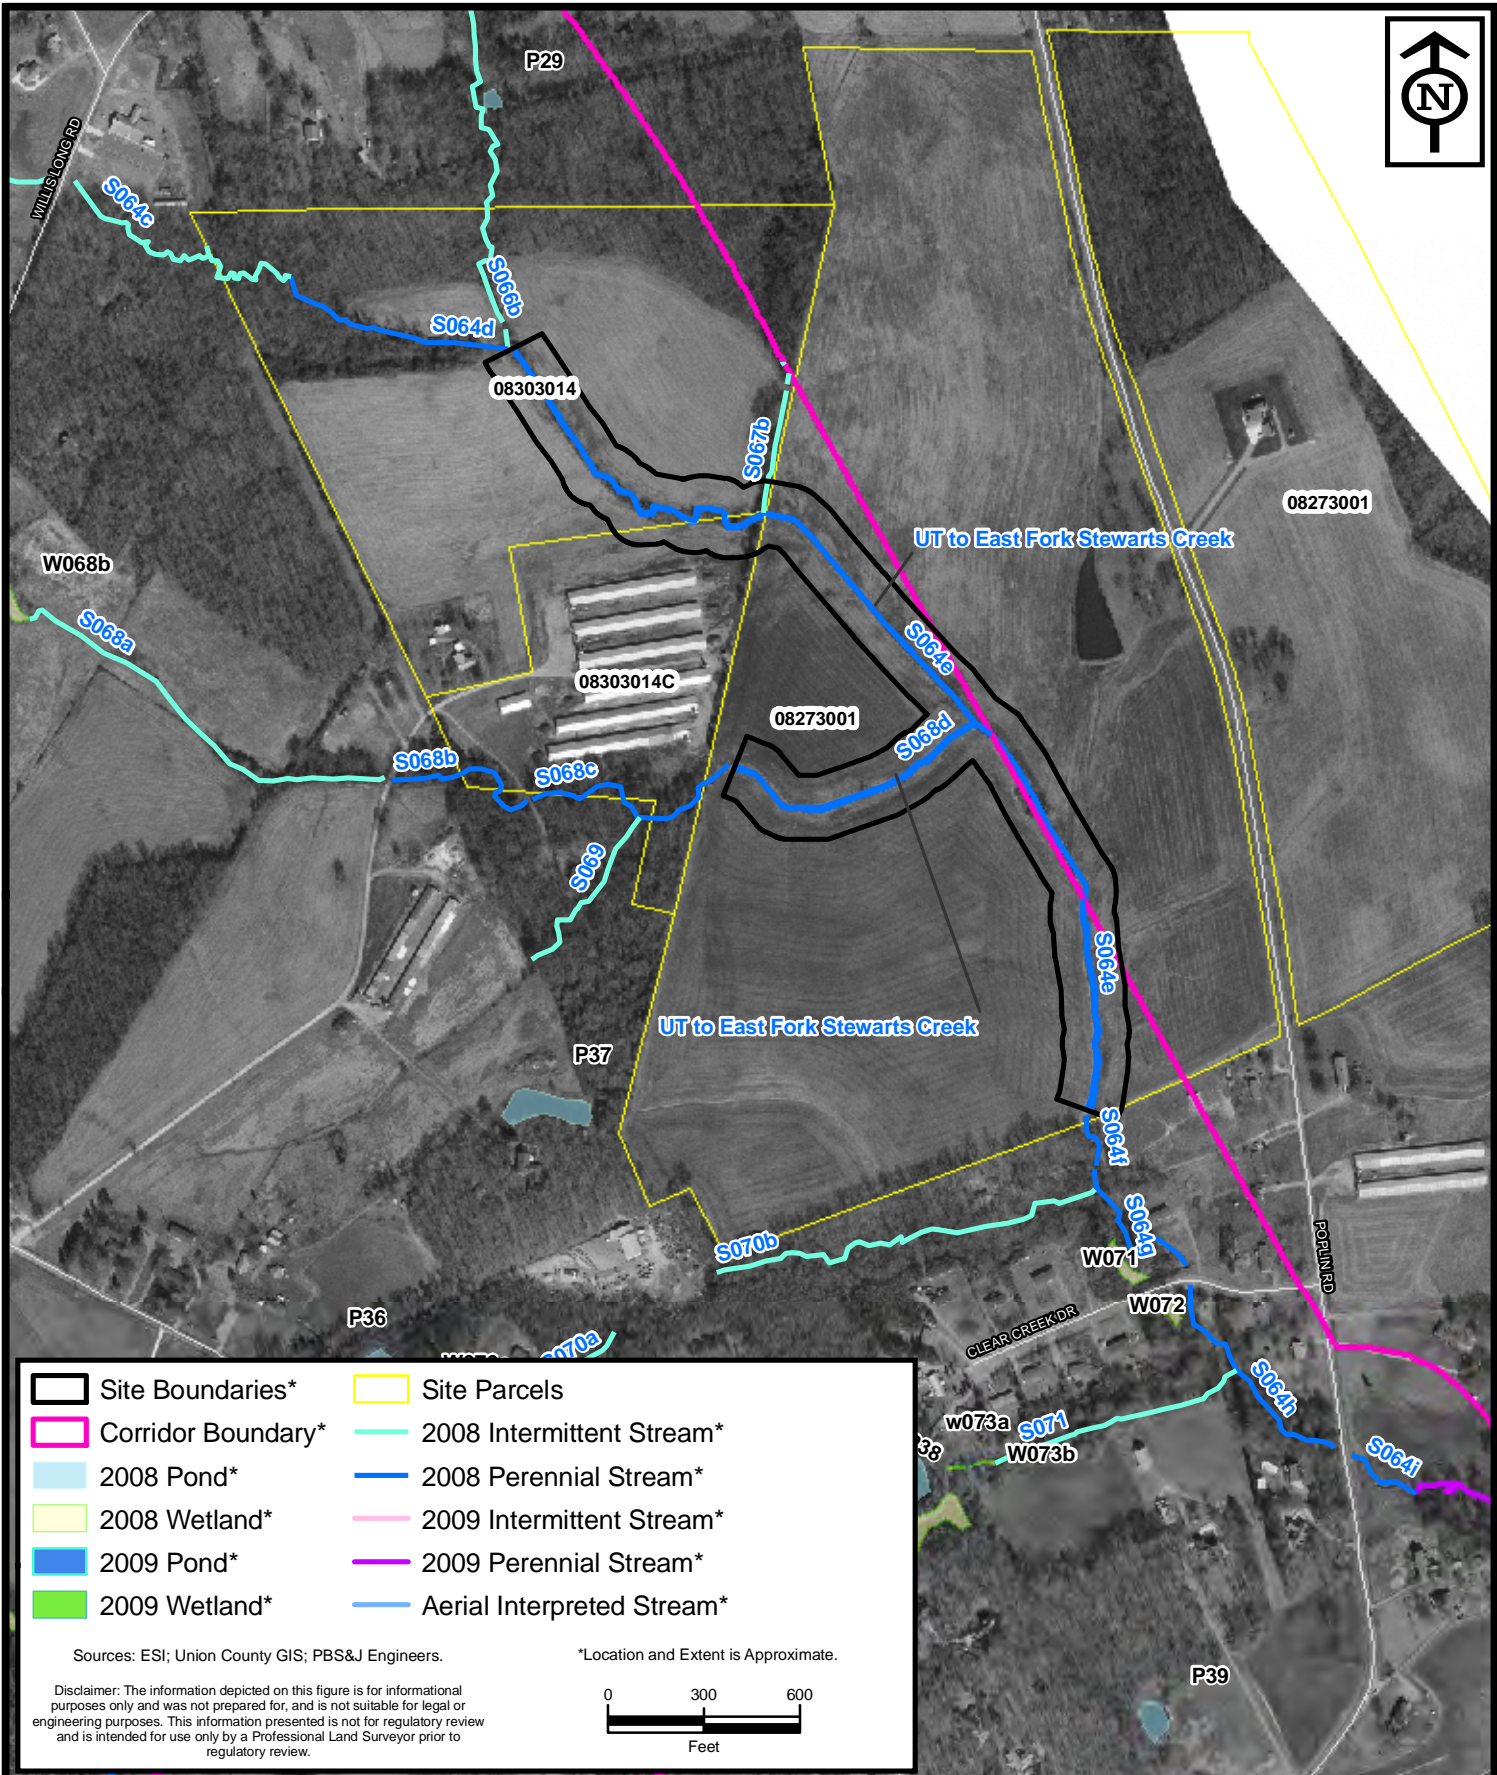 P29
N
WILLIS LONG RD
S064c
S066b
S064d
08303014
S067b
08273001
UT to East Fork Stewarts Creek
W068b
S068a
S064e
08303014C
08273001
S068d
S068b
S068c
S069
S064e
UT to East Fork Stewarts Creek
P37
S064f
S064g
S070b
W071
POPLIN RD
W072
P36
CLEAR CREEK DR
S070a
S064h
w073a
S071
W073b
S064i
P39
Site Boundaries*
Site Parcels
Corridor Boundary*
2008 Intermittent Stream*
2008 Pond*
2008 Perennial Stream*
2008 Wetland*
2009 Intermittent Stream*
2009 Pond*
2009 Perennial Stream*
2009 Wetland*
Aerial Interpreted Stream*
Sources: ESI; Union County GIS; PBS&J Engineers.
*Location and Extent is Approximate.
Disclaimer: The information depicted on this figure is for informational
purposes only and was not prepared for, and is not suitable for legal or
engineering purposes. This information presented is not for regulatory review
and is intended for use only by a Professional Land Surveyor prior to
regulatory review.
0 300 600
Feet